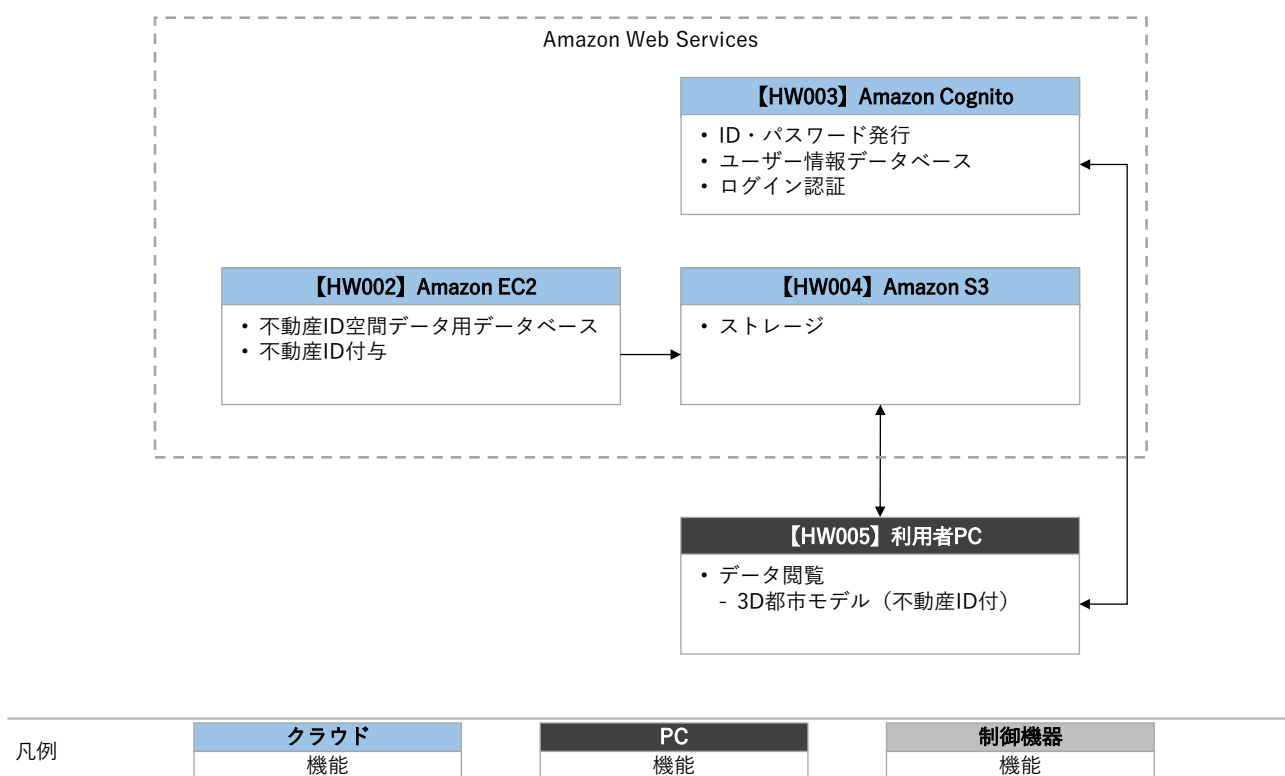 Amazon Web Services
【HW003】Amazon Cognito
• ID・パスワード発行
• ユーザー情報データベース
• ログイン認証
【HW002】Amazon EC2
• 不動産ID空間データ用データベース
• 不動産ID付与
【HW004】Amazon S3
• ストレージ
【HW005】利用者PC
• データ閲覧
- 3D都市モデル（不動産ID付）
凡例
クラウド
機能
PC
機能
制御機器
機能